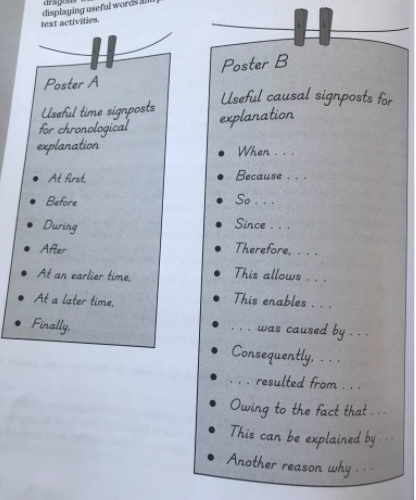 displaying useful words and
text activities.
Poster A
Useful time signposts
for chronological
explanation
• At first,
• Before
• During
• After
• At an earlier time,
• At a later time,
• Finally,
Poster B
Useful causal signposts for
explanation
• When . . .
• Because . . .
• So . . .
• Since . . .
• Therefore, . . .
• This allows . . .
• This enables . . .
• . . . was caused by . . .
• Consequently, . . .
• . . . resulted from . . .
• Owing to the fact that . . .
• This can be explained by . . .
• Another reason why . . .